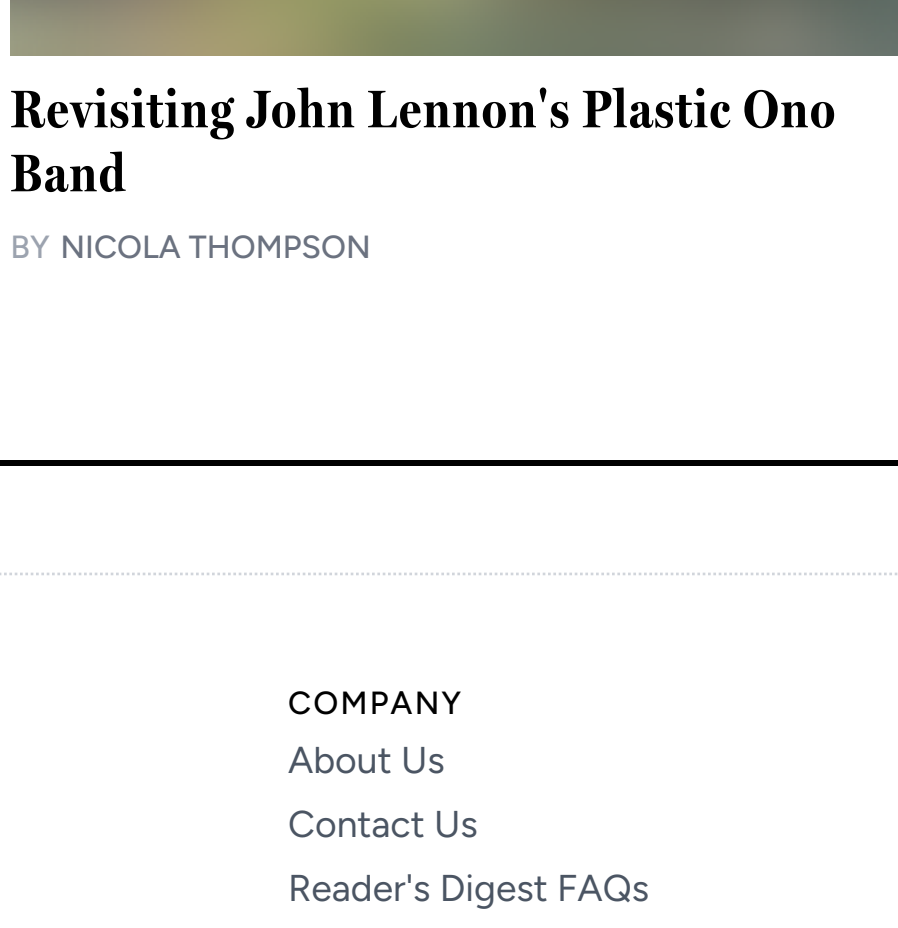 Revisiting John Lennon's Plastic Ono
Band
BY NICOLA THOMPSON
COMPANY
About Us
Contact Us
Reader's Digest FAQs